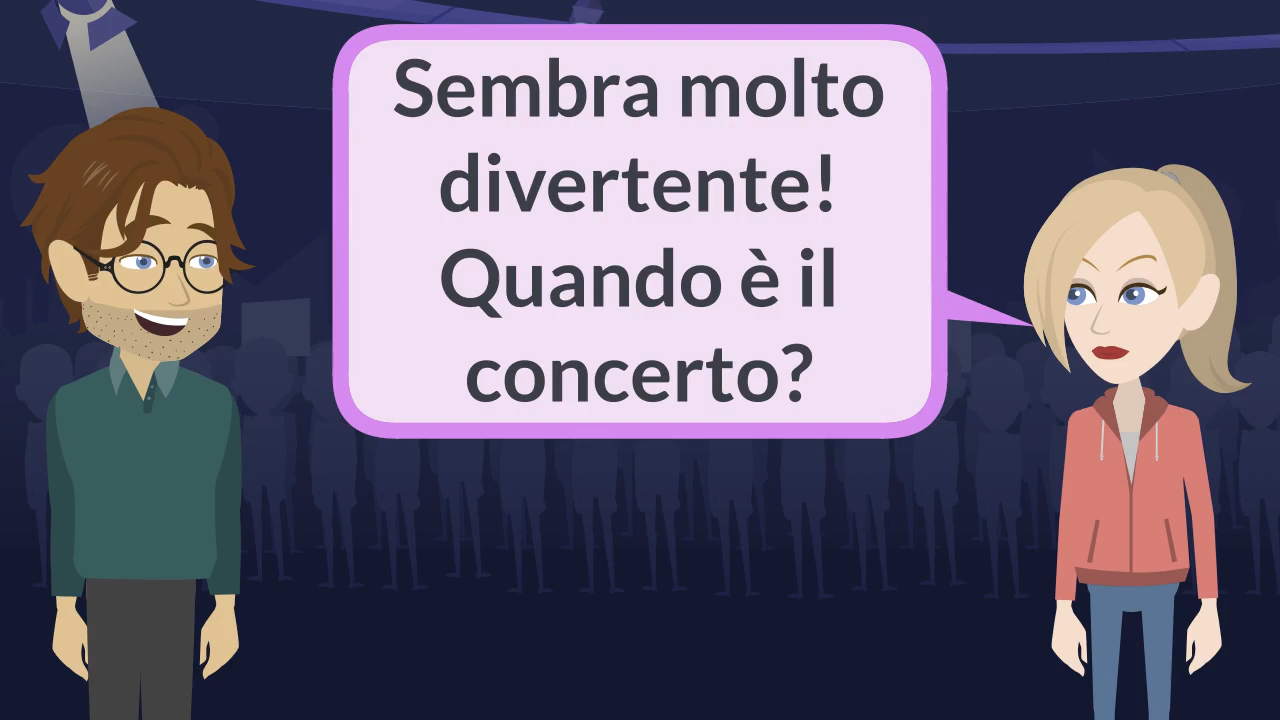 Sembra molto
divertente!
Quando è il
concerto?